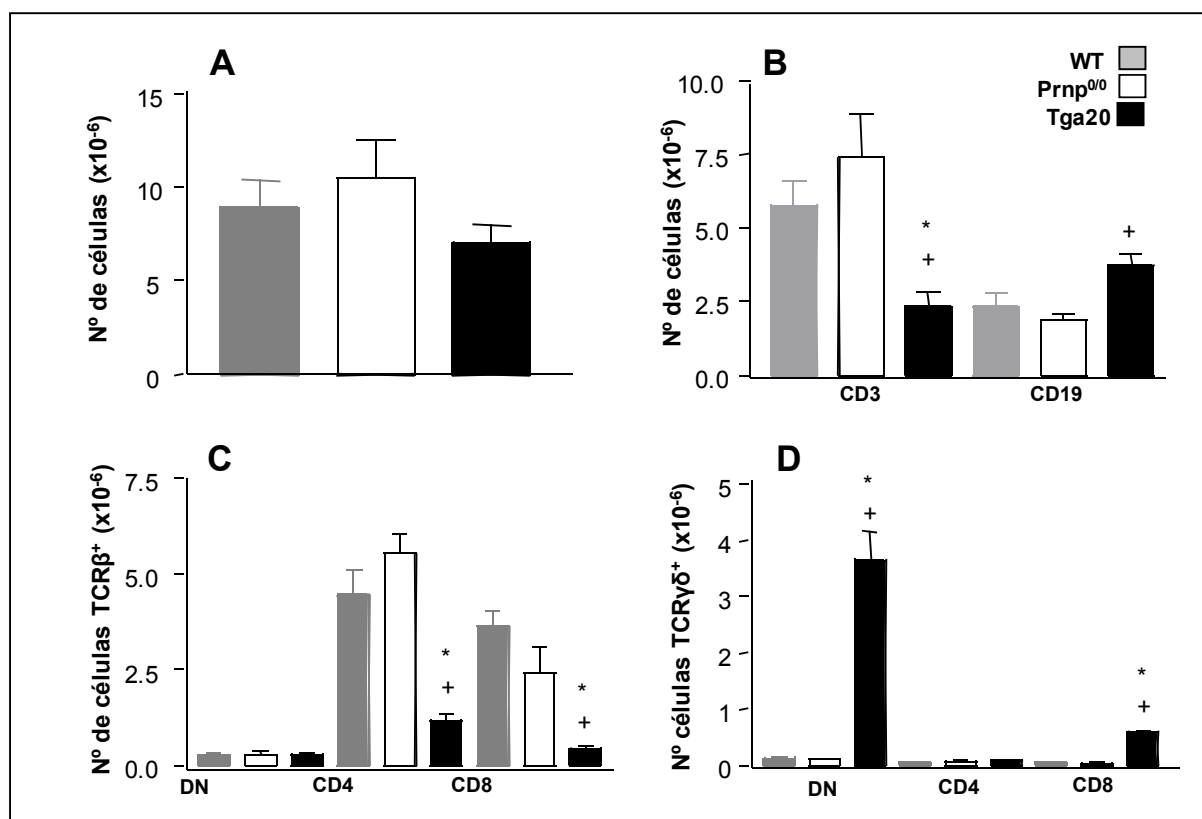 A
Nº de células (x10⁻⁶)
15
10
5
0
B
WT
Prnp⁰/⁰
Tga20
Nº de células (x10⁻⁶)
10.0
7.5
5.0
2.5
0.0
*
+
+
CD3
CD19
C
Nº de células TCRβ⁺ (x10⁻⁶)
7.5
5.0
2.5
0.0
*
+
*
+
DN
CD4
CD8
D
Nº células TCRγδ⁺ (x10⁻⁶)
5
4
3
2
1
0
*
+
*
+
DN
CD4
CD8